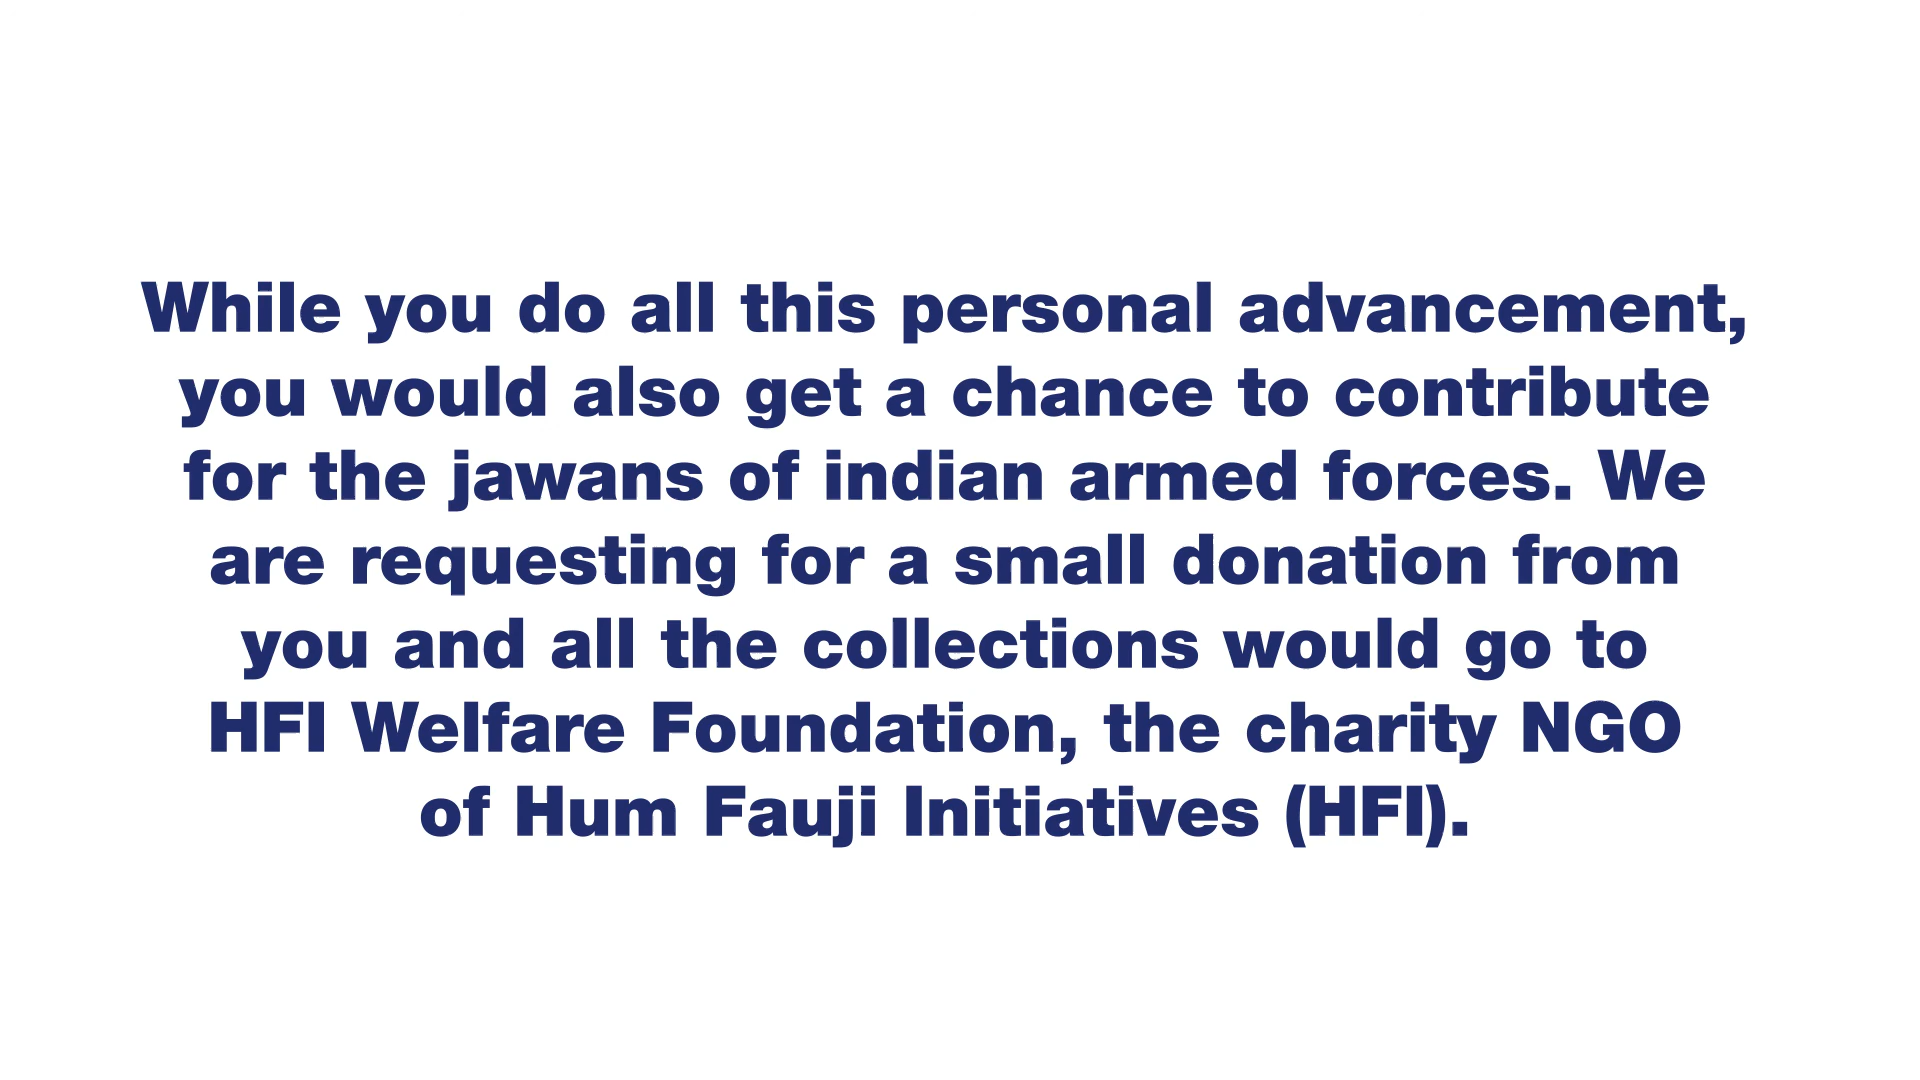 While you do all this personal advancement,
you would also get a chance to contribute
for the jawans of indian armed forces. We
are requesting for a small donation from
you and all the collections would go to
HFI Welfare Foundation, the charity NGO
of Hum Fauji Initiatives (HFI).